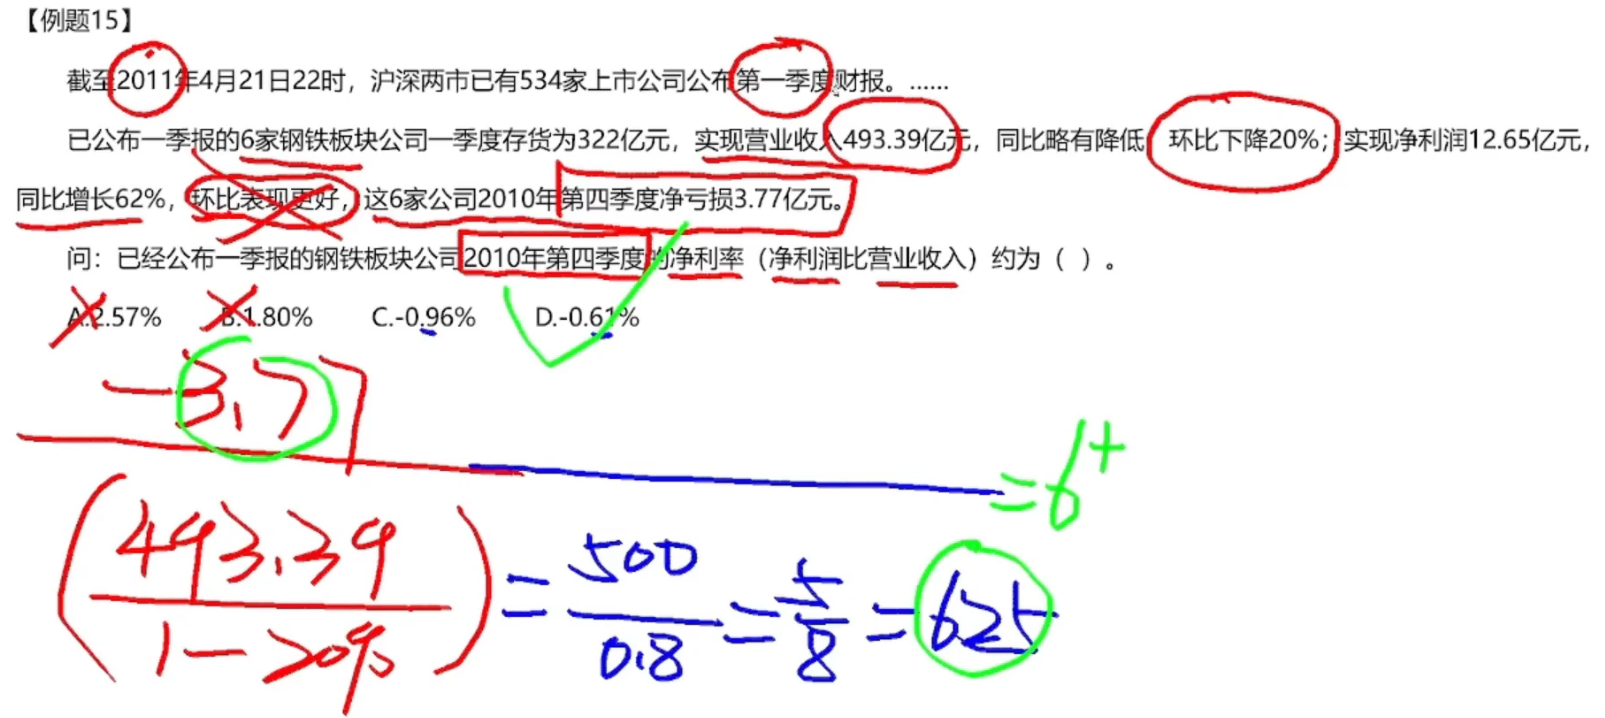 【例题15】
截至2011年4月21日22时，沪深两市已有534家上市公司公布第一季度财报。……
已公布一季报的6家钢铁板块公司一季度存货为322亿元，实现营业收入493.39亿元，同比略有降低，环比下降20%；实现净利润12.65亿元，
同比增长62%，环比表现更好，这6家公司2010年第四季度净亏损3.77亿元。
问：已经公布一季报的钢铁板块公司2010年第四季度的净利率（净利润比营业收入）约为（ ）。
A.2.57% B.1.80% C.-0.96% D.-0.61%
-3.77
= 6+
(493.39 / 1-20%) = 500 / 0.8 = 5 / 8 = 625